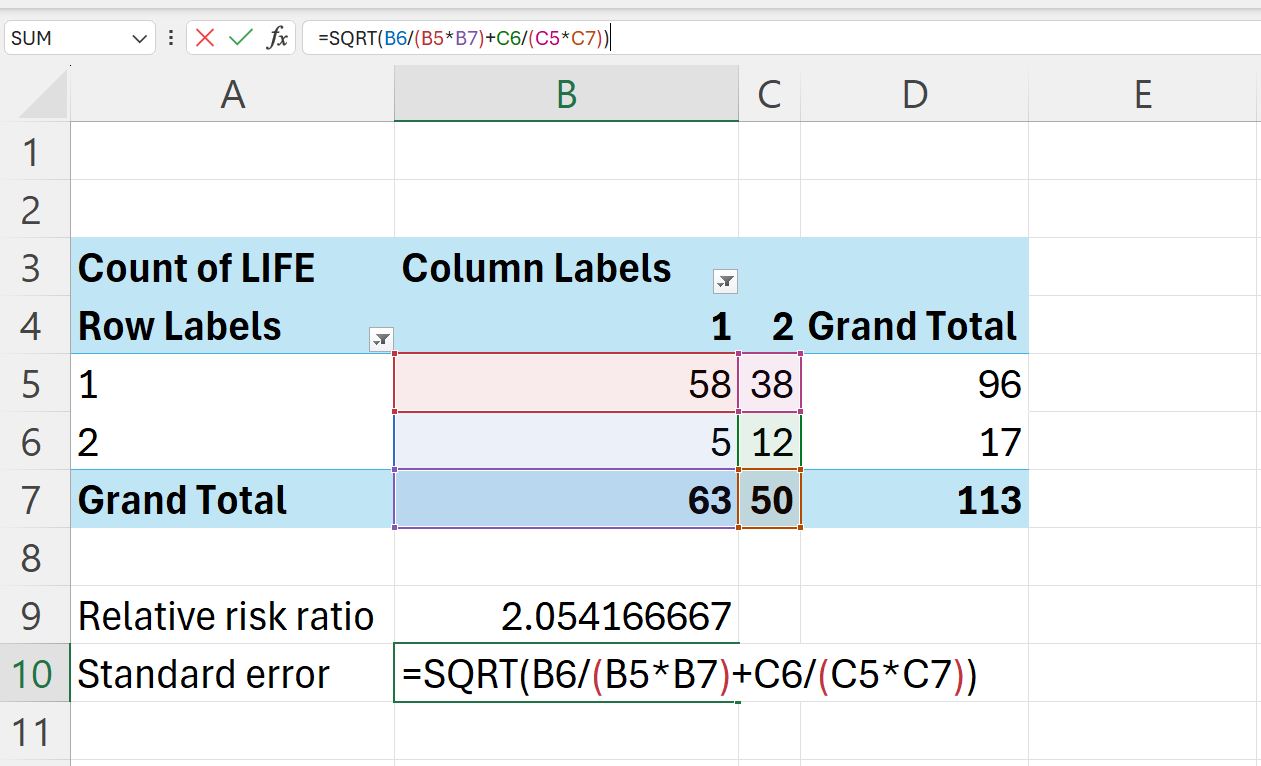 SUM fx =SQRT(B6/(B5*B7)+C6/(C5*C7))
A B C D E
1
2
3 Count of LIFE Column Labels
4 Row Labels 1 2 Grand Total
5 1 58 38 96
6 2 5 12 17
7 Grand Total 63 50 113
8
9 Relative risk ratio 2.054166667
10 Standard error =SQRT(B6/(B5*B7)+C6/(C5*C7))
11